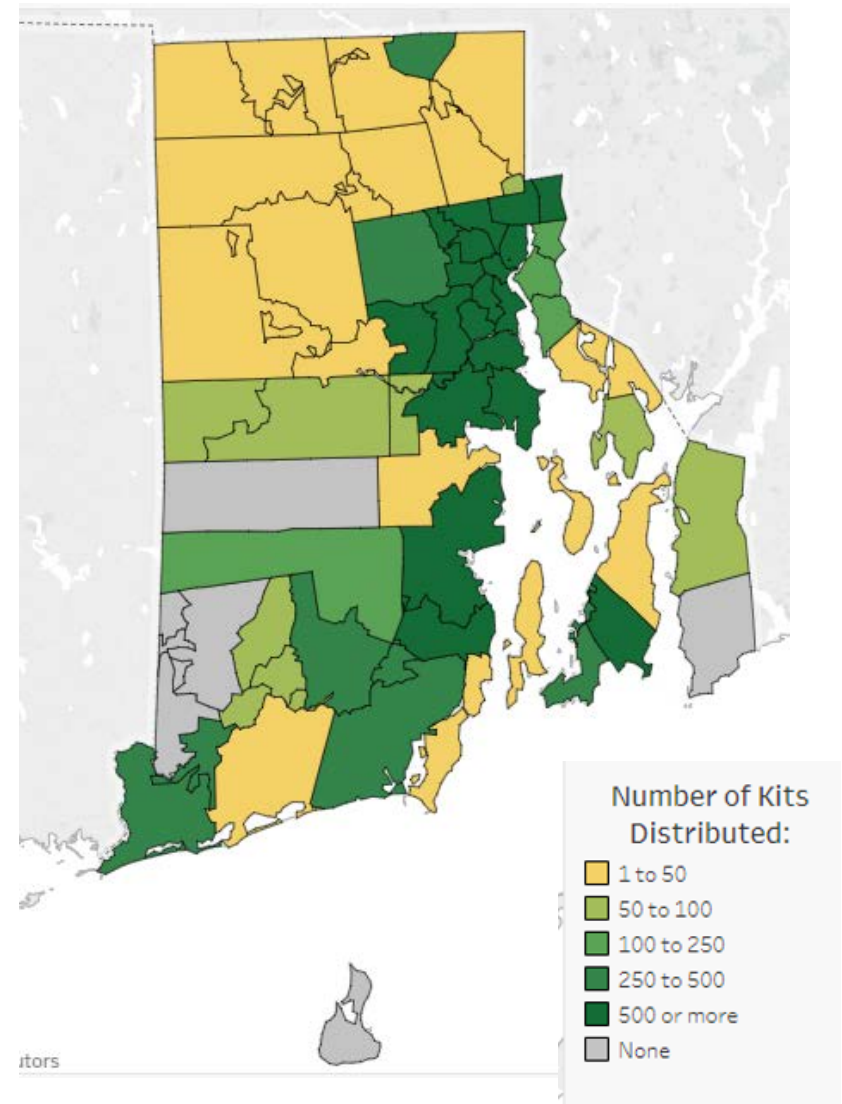 Number of Kits
Distributed:
1 to 50
50 to 100
100 to 250
250 to 500
500 or more
None
utors